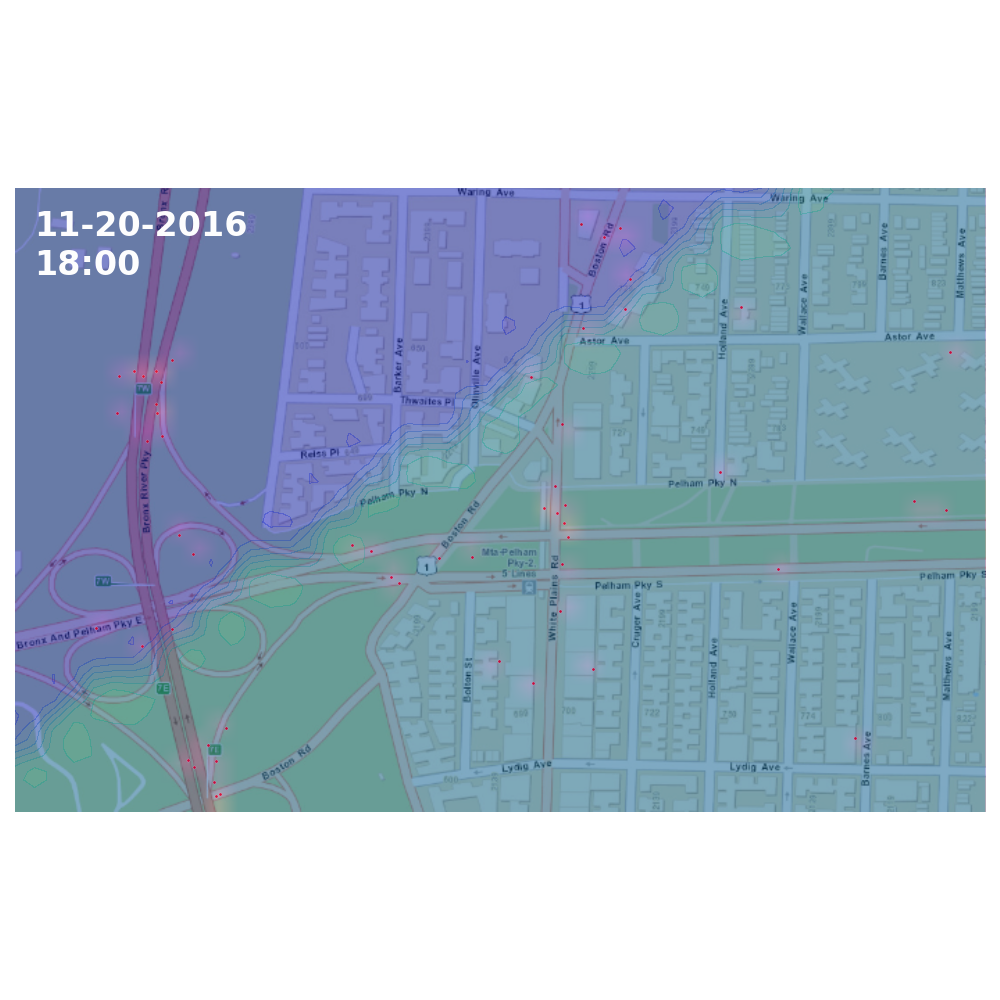 Waring Ave
Waring Ave
11-20-2016
18:00
Boston Rd
Barnes Ave
Matthews Ave
1
Wallace Ave
Holland Ave
Astor Ave
Astor Ave
Barker Ave
Olinville Ave
7W
Thwaites Pl
Reiss Pl
Pelham Pky N
Pelham Pky N
Bronx River Pky
Boston Rd
Mta-Pelham
Pky-2,
5 Lines
1
7W
White Plains Rd
Pelham Pky S
Pelham Pky S
Bronx And Pelham Pky E
Cruger Ave
Wallace Ave
Holland Ave
Matthews Ave
Bolton St
7E
7E
Boston Rd
Lydig Ave
Lydig Ave
Barnes Ave